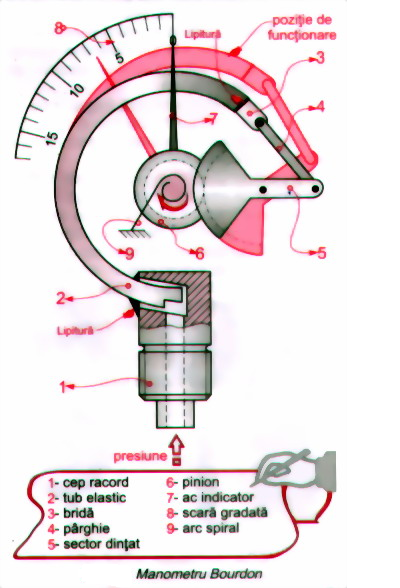 poziție de
funcționare
Lipitură
8
3
0
5
10
15
4
7
9
6
5
2
Lipitură
1
presiune
1- cep racord
2- tub elastic
3- bridă
4- pârghie
5- sector dințat
6- pinion
7- ac indicator
8- scară gradată
9- arc spiral
Manometru Bourdon